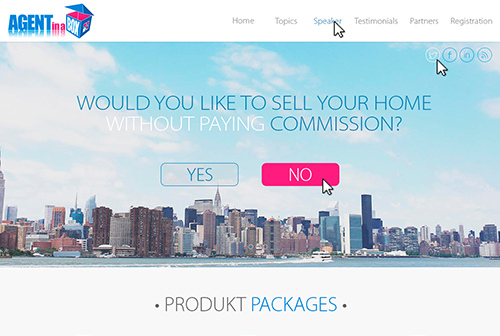 AGENT in a BOX
Home Topics Speaker Testimonials Partners Registration
WOULD YOU LIKE TO SELL YOUR HOME
WITHOUT PAYING COMMISSION?
YES NO
• PRODUKT PACKAGES •